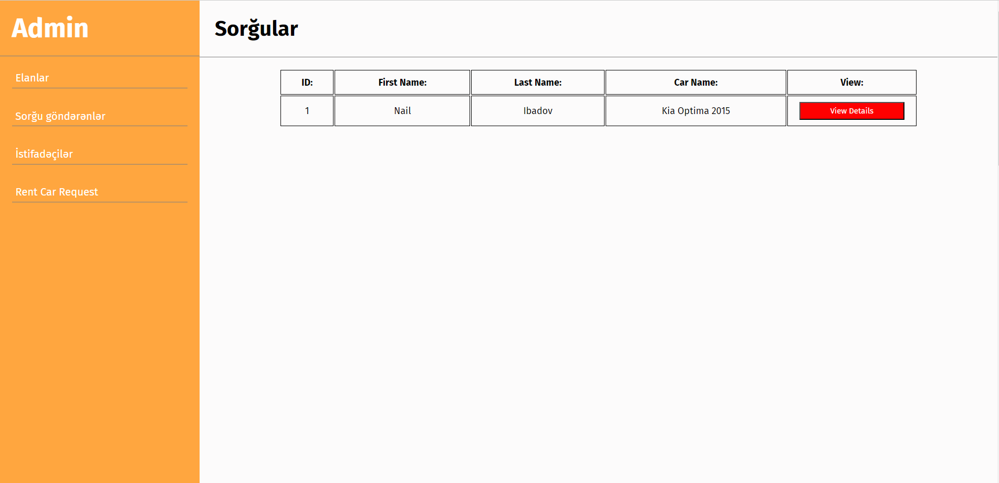 Admin
Elanlar
Sorğu göndərənlər
İstifadəçilər
Rent Car Request
Sorğular
ID: First Name: Last Name: Car Name: View:
1 Nail Ibadov Kia Optima 2015 View Details